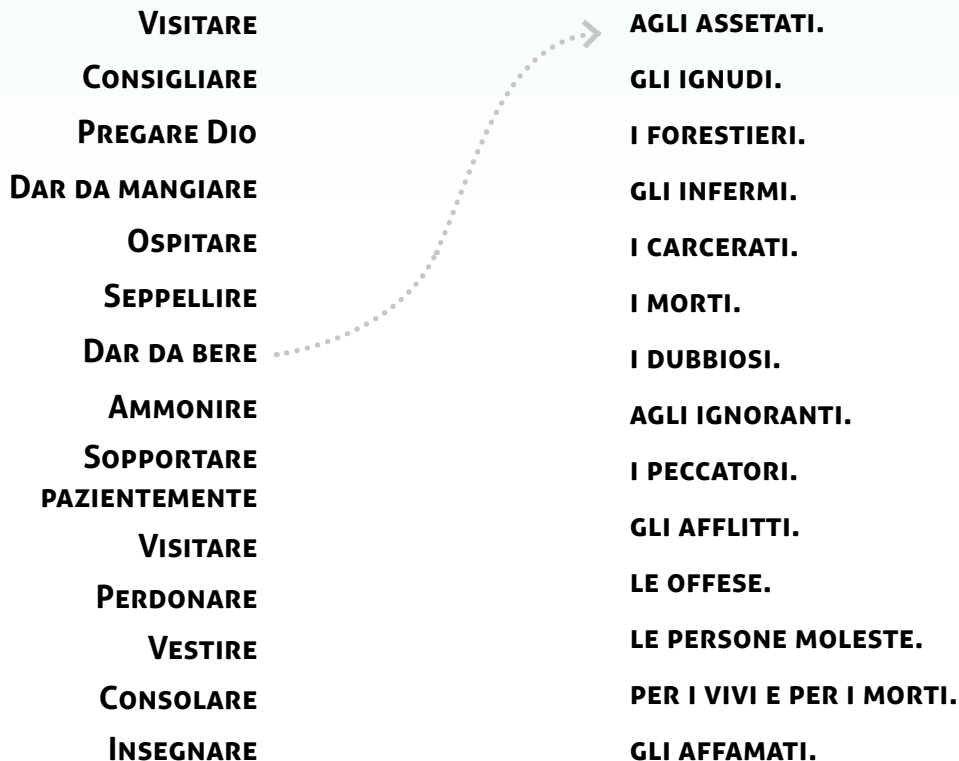 Visitare
Consigliare
Pregare Dio
Dar da mangiare
Ospitare
Seppellire
Dar da bere
Ammonire
Sopportare
pazientemente
Visitare
Perdonare
Vestire
Consolare
Insegnare
agli assetati.
gli ignudi.
i forestieri.
gli infermi.
i carcerati.
i morti.
i dubbiosi.
agli ignoranti.
i peccatori.
gli afflitti.
le offese.
le persone moleste.
per i vivi e per i morti.
gli affamati.